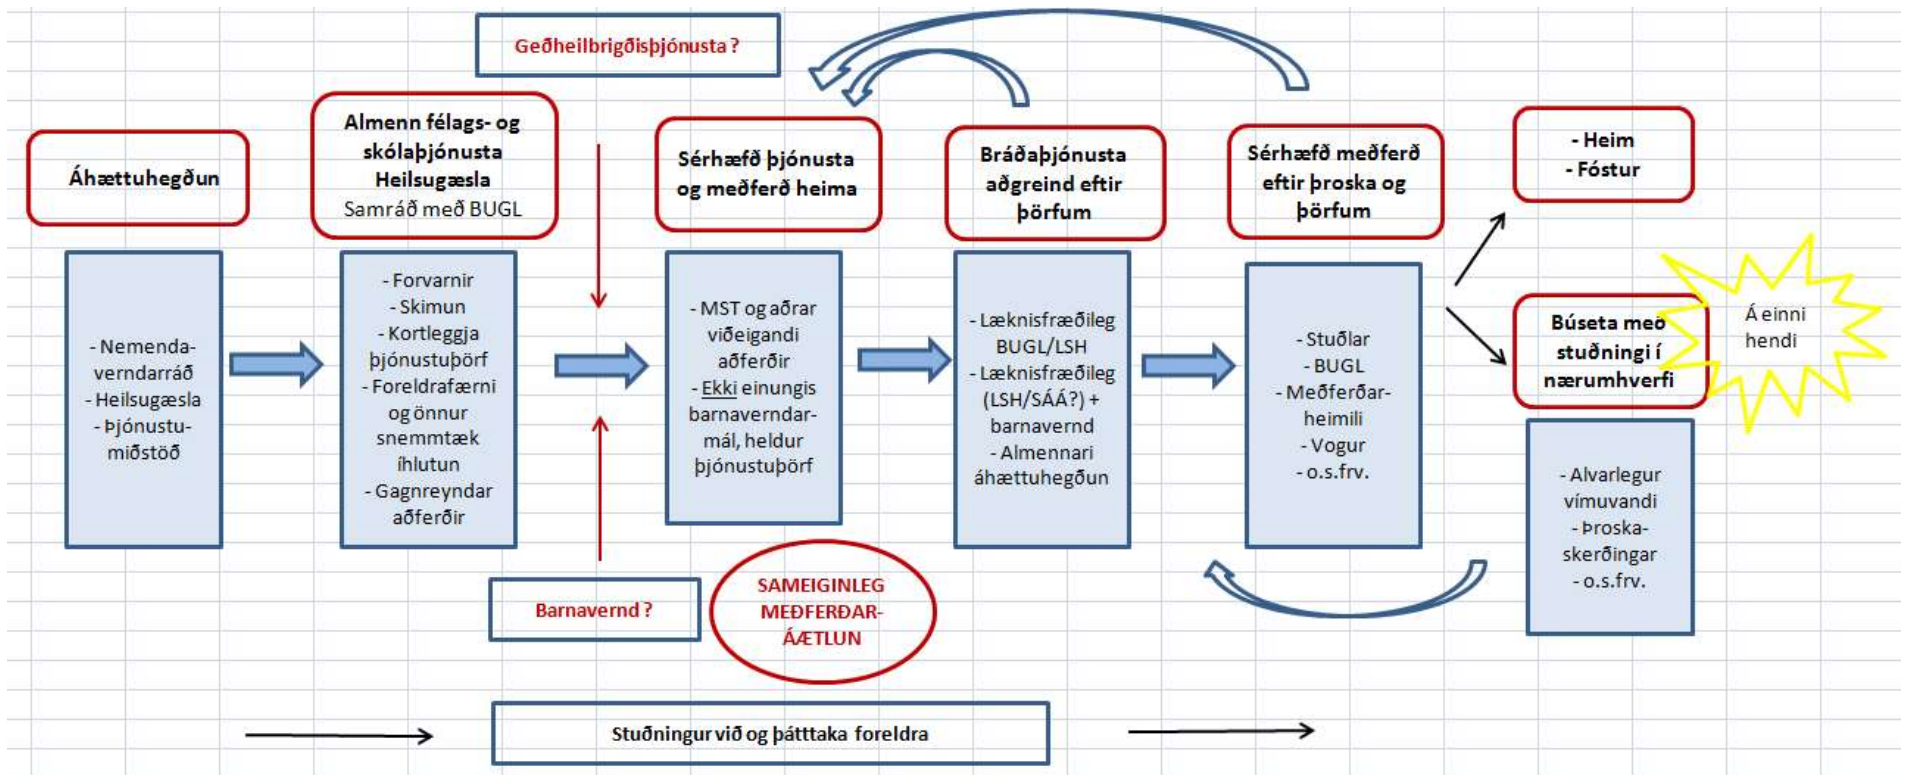 Geðheilbrigðisþjónusta ?
Áhættuhegðun
- Nemenda-
verndarráð
- Heilsugæsla
- Þjónustu-
miðstöð
Almenn félags- og
skólaþjónusta
Heilsugæsla
Samráð með BUGL
- Forvarnir
- Skimun
- Kortleggja
þjónustuþörf
- Foreldrafærni
og önnur
snemmtæk
íhlutun
- Gagnreyndar
aðferðir
Sérhæfð þjónusta
og meðferð heima
- MST og aðrar
viðeigandi
aðferðir
- Ekki einungis
barnaverndar-
mál, heldur
þjónustuþörf
Bráðaþjónusta
aðgreind eftir
þörfum
- Læknisfræðileg
BUGL/LSH
- Læknisfræðileg
(LSH/SÁÁ?) +
barnavernd
- Almennari
áhættuhegðun
Sérhæfð meðferð
eftir þroska og
þörfum
- Stuðlar
- BUGL
- Meðferðar-
heimili
- Vogur
- o.s.frv.
- Heim
- Fóstur
Búseta með
stuðningi í
nærumhverfi
Á einni
hendi
- Alvarlegur
vímuvandi
- Þroska-
skerðingar
- o.s.frv.
Barnavernd ?
SAMEIGINLEG
MEÐFERÐAR-
ÁÆTLUN
Stuðningur við og þátttaka foreldra